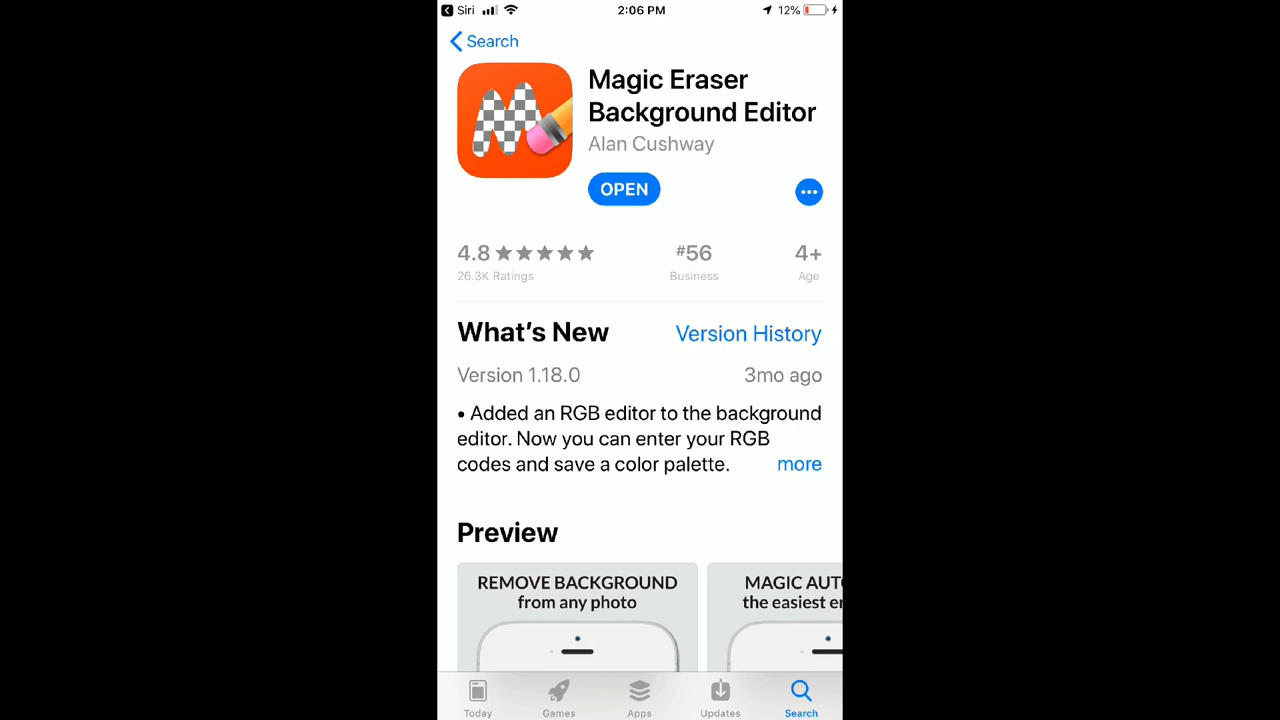 Siri 2:06 PM 12%
Search
Magic Eraser
Background Editor
Alan Cushway
OPEN
4.8 #56 4+
26.3K Ratings Business Age
What's New Version History
Version 1.18.0 3mo ago
• Added an RGB editor to the background
editor. Now you can enter your RGB
codes and save a color palette. more
Preview
REMOVE BACKGROUND
from any photo
MAGIC AUT
the easiest er
Today Games Apps Updates Search